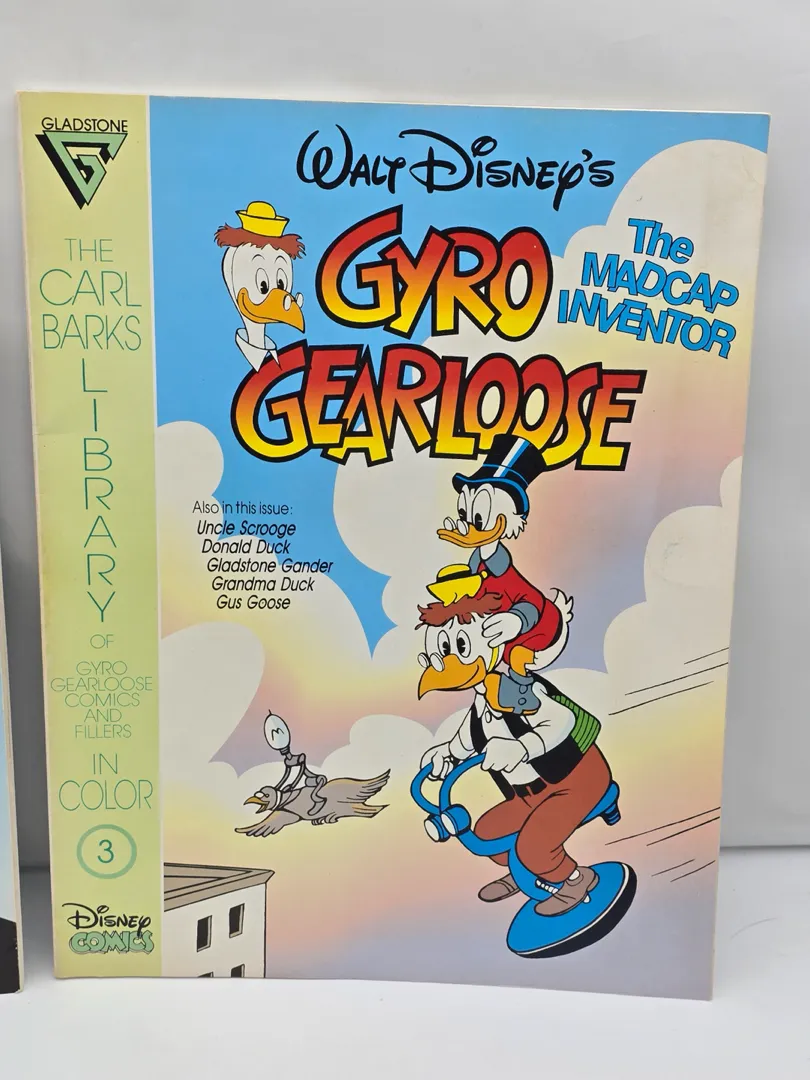 GLADSTONE
G
THE
CARL
BARKS
LIBRARY
OF
GYRO
GEARLOOSE
COMICS
AND
FILLERS
IN
COLOR
3
DISNEY
COMICS
WALT DISNEY'S
GYRO
GEARLOOSE
The
MADCAP
INVENTOR
Also in this issue:
Uncle Scrooge
Donald Duck
Gladstone Gander
Grandma Duck
Gus Goose